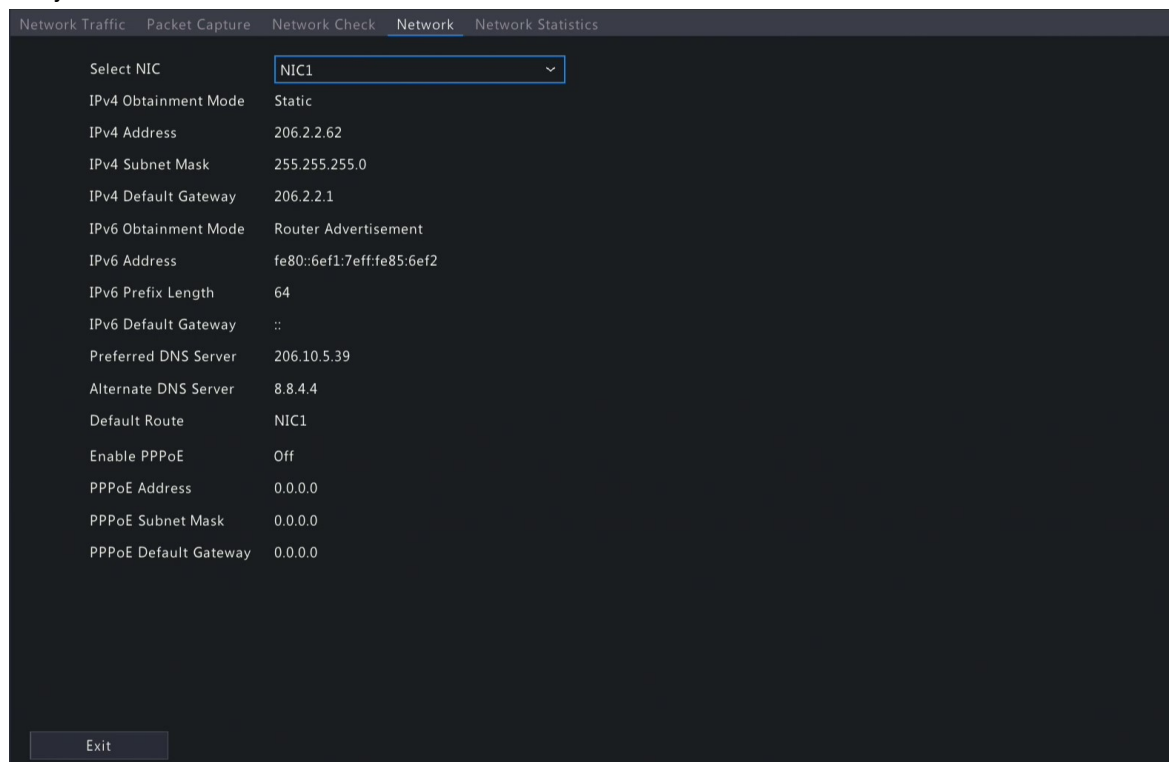 Network Traffic Packet Capture Network Check Network Network Statistics
Select NIC NIC1
IPv4 Obtainment Mode Static
IPv4 Address 206.2.2.62
IPv4 Subnet Mask 255.255.255.0
IPv4 Default Gateway 206.2.2.1
IPv6 Obtainment Mode Router Advertisement
IPv6 Address fe80::6ef1:7eff:fe85:6ef2
IPv6 Prefix Length 64
IPv6 Default Gateway ::
Preferred DNS Server 206.10.5.39
Alternate DNS Server 8.8.4.4
Default Route NIC1
Enable PPPoE Off
PPPoE Address 0.0.0.0
PPPoE Subnet Mask 0.0.0.0
PPPoE Default Gateway 0.0.0.0
Exit